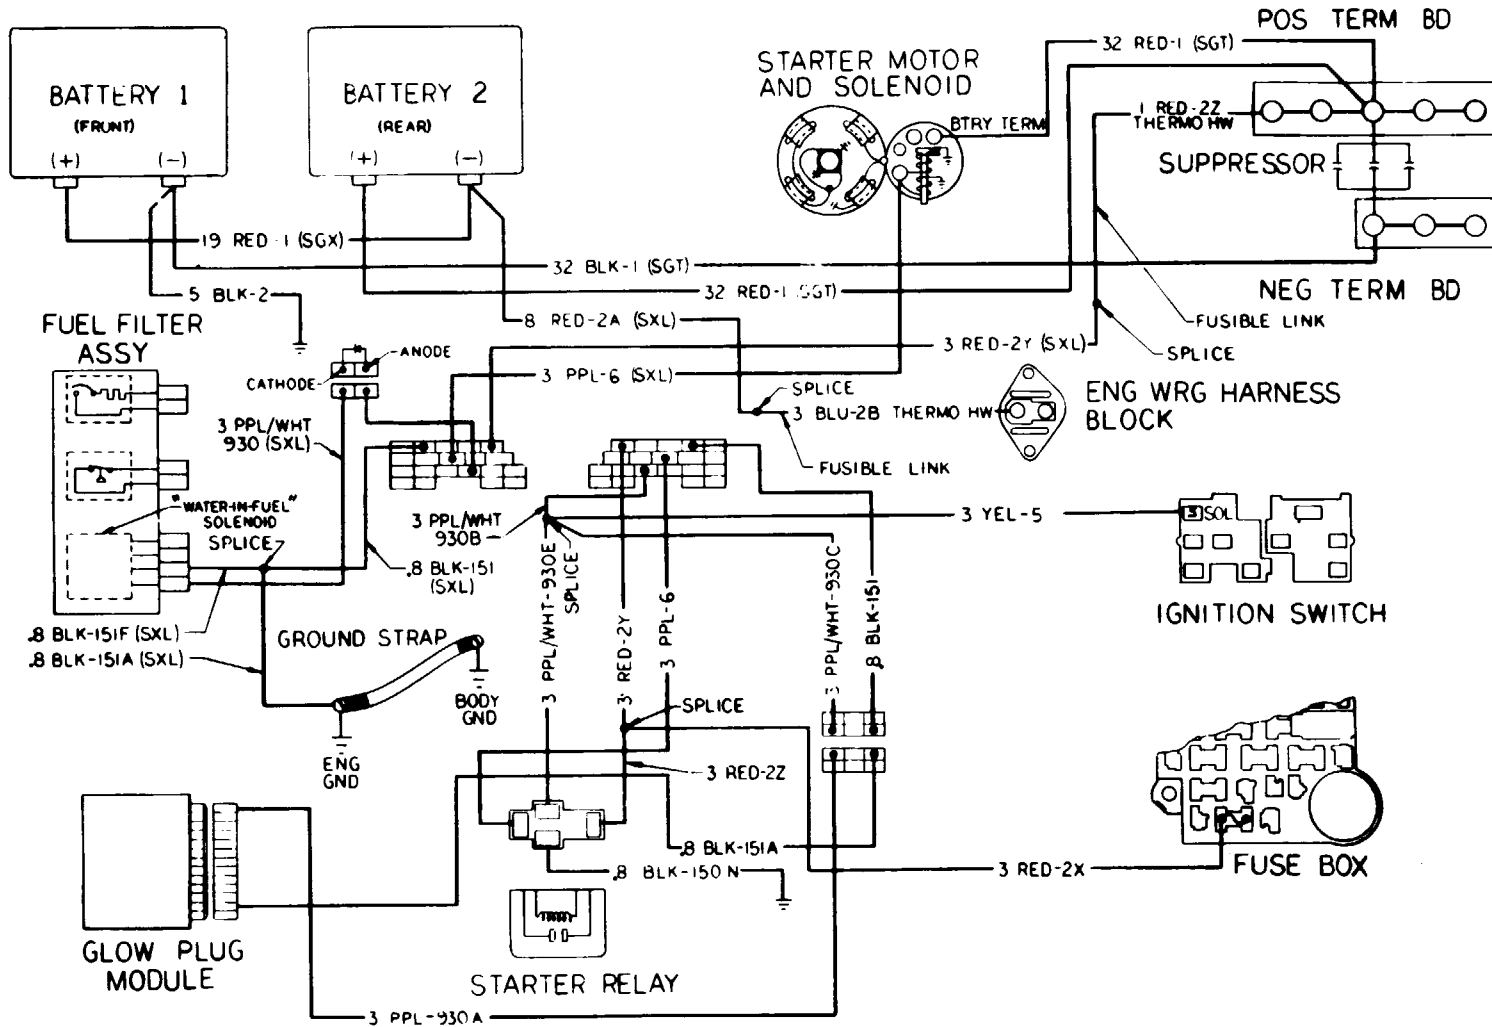 POS TERM BD
32 RED-1 (SGT)
STARTER MOTOR
AND SOLENOID
BATTERY 1
(FRONT)
(+) (-)
BATTERY 2
(REAR)
(+) (-)
BTRY TERM
1 RED-2Z
THERMO HW
SUPPRESSOR
19 RED-1 (SGX)
32 BLK-1 (SGT)
32 RED-1 (SGT)
5 BLK-2
NEG TERM BD
FUEL FILTER
ASSY
8 RED-2A (SXL)
FUSIBLE LINK
ANODE
CATHODE
3 RED-2Y (SXL)
SPLICE
3 PPL-6 (SXL)
SPLICE
ENG WRG HARNESS
BLOCK
3 BLU-2B THERMO HW
3 PPL/WHT
930 (SXL)
FUSIBLE LINK
"WATER-IN-FUEL"
SOLENOID
SPLICE
3 PPL/WHT
930B
3 YEL-5
3 SOL
.8 BLK-151
(SXL)
3 PPL/WHT-930E
SPLICE
3 RED-2Y
3 PPL-6
3 PPL/WHT-930C
.8 BLK-151
IGNITION SWITCH
.8 BLK-151F (SXL)
.8 BLK-151A (SXL)
GROUND STRAP
BODY
GND
SPLICE
ENG
GND
3 RED-2Z
.8 BLK-151A
.8 BLK-150 N
3 RED-2X
FUSE BOX
GLOW PLUG
MODULE
STARTER RELAY
3 PPL-930A